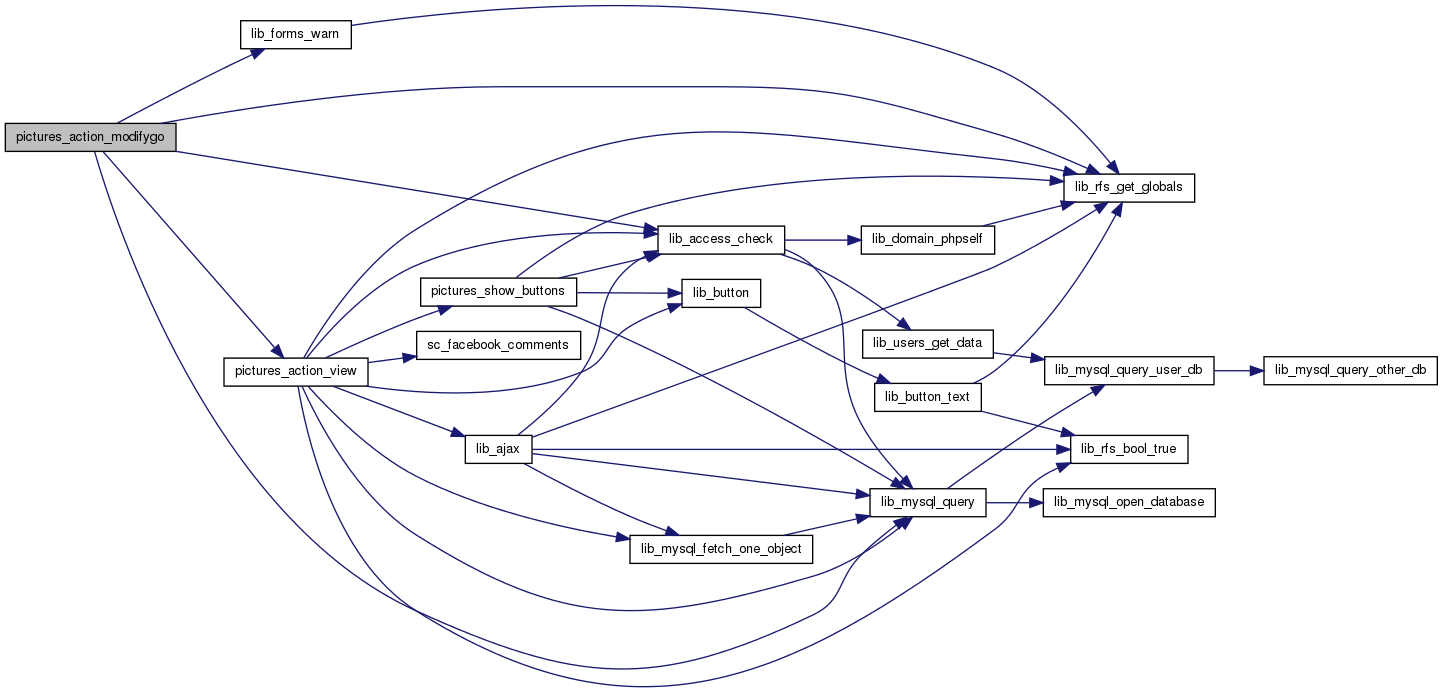 lib_forms_warn
pictures_action_modifygo
lib_rfs_get_globals
lib_access_check
lib_domain_phpself
pictures_show_buttons
lib_button
sc_facebook_comments
lib_users_get_data
pictures_action_view
lib_mysql_query_user_db
lib_mysql_query_other_db
lib_button_text
lib_ajax
lib_rfs_bool_true
lib_mysql_query
lib_mysql_open_database
lib_mysql_fetch_one_object